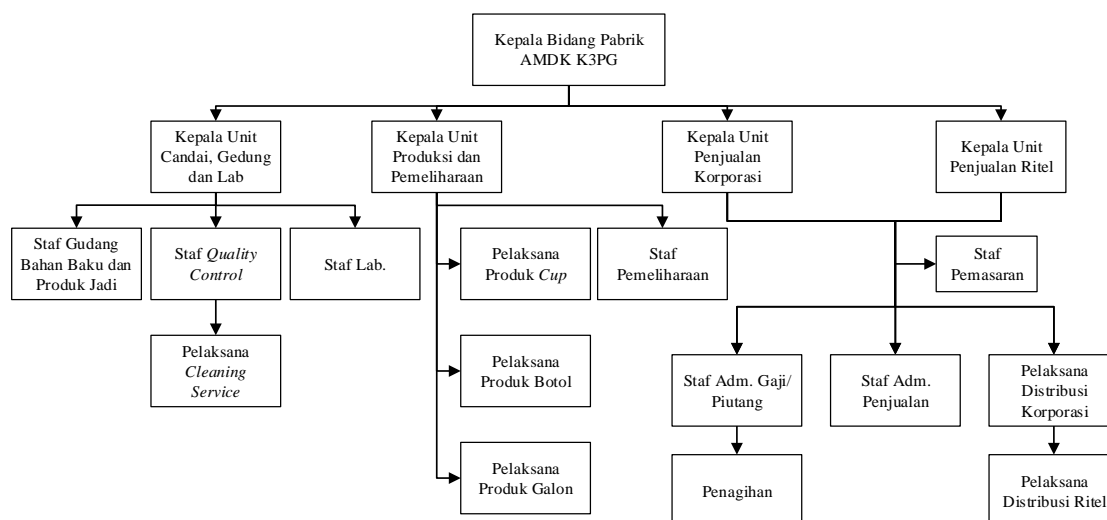 Kepala Bidang Pabrik
AMDK K3PG
Kepala Unit
Candai, Gedung
dan Lab
Kepala Unit
Produksi dan
Pemeliharaan
Kepala Unit
Penjualan
Korporasi
Kepala Unit
Penjualan Ritel
Staf Gudang
Bahan Baku dan
Produk Jadi
Staf Quality
Control
Staf Lab.
Pelaksana
Produk Cup
Staf
Pemeliharaan
Staf
Pemasaran
Pelaksana
Cleaning
Service
Pelaksana
Produk Botol
Staf Adm. Gaji/
Piutang
Staf Adm.
Penjualan
Pelaksana
Distribusi
Korporasi
Pelaksana
Produk Galon
Penagihan
Pelaksana
Distribusi Ritel